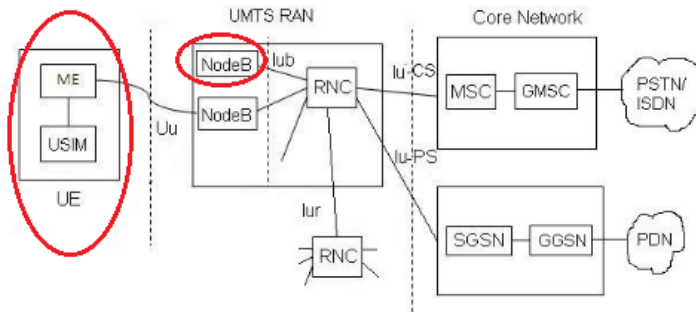 UMTS RAN
Core Network
NodeB
Iub
Iu-CS
ME
RNC
MSC
GMSC
PSTN/
ISDN
NodeB
Uu
USIM
Iu-PS
UE
Iur
SGSN
GGSN
PDN
RNC